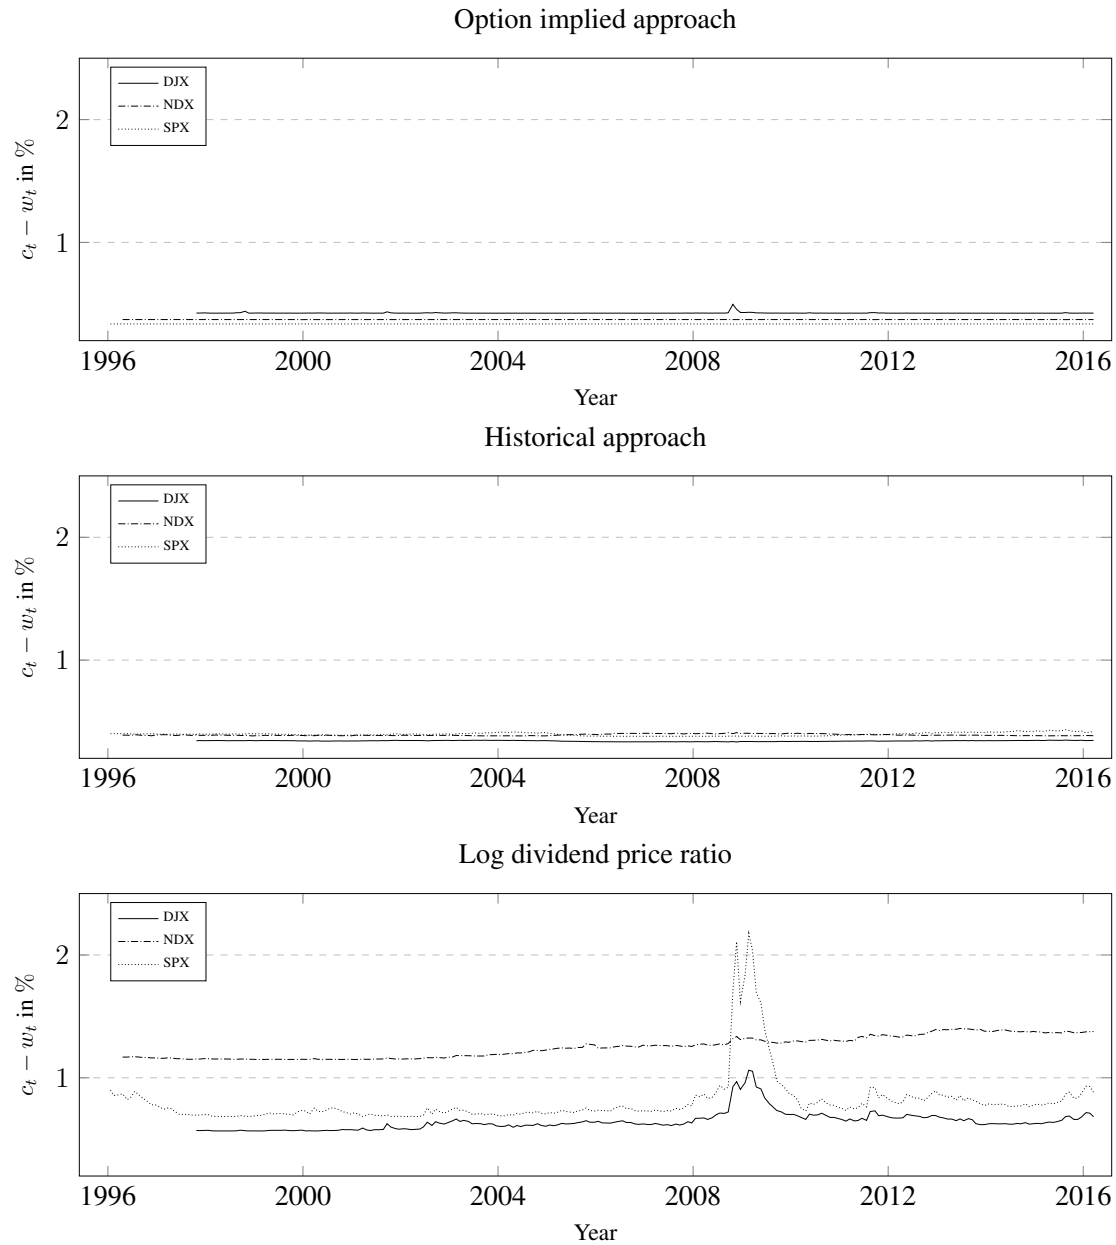 Option implied approach
DJX
NDX
SPX
2
1
c_t − w_t in %
1996 2000 2004 2008 2012 2016
Year
Historical approach
DJX
NDX
SPX
2
1
c_t − w_t in %
1996 2000 2004 2008 2012 2016
Year
Log dividend price ratio
DJX
NDX
SPX
2
1
c_t − w_t in %
1996 2000 2004 2008 2012 2016
Year